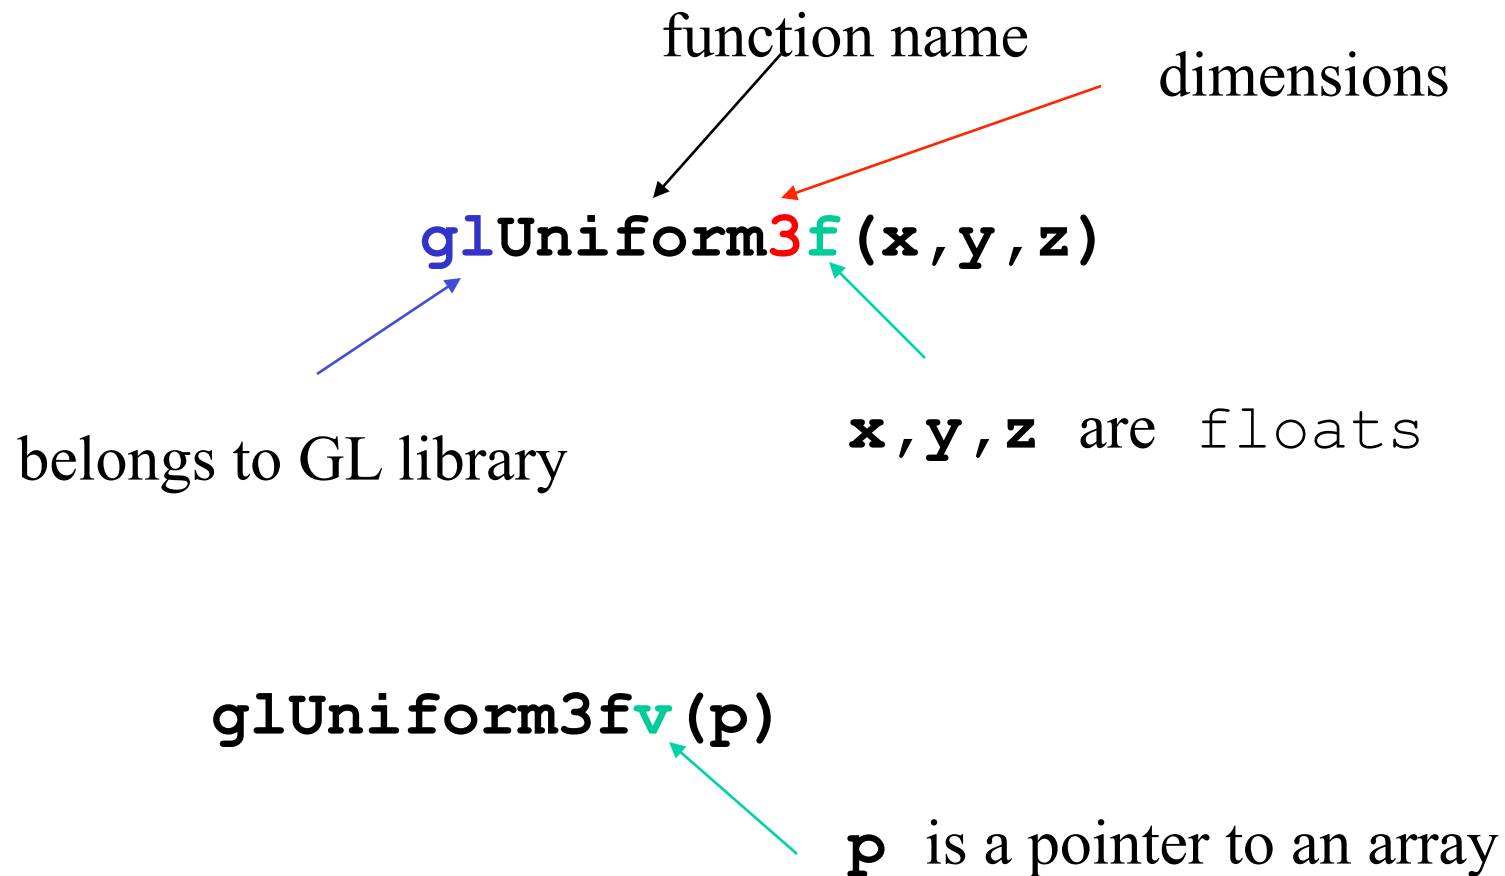 function name
dimensions
glUniform3f(x,y,z)
x,y,z are floats
belongs to GL library
glUniform3fv(p)
p is a pointer to an array